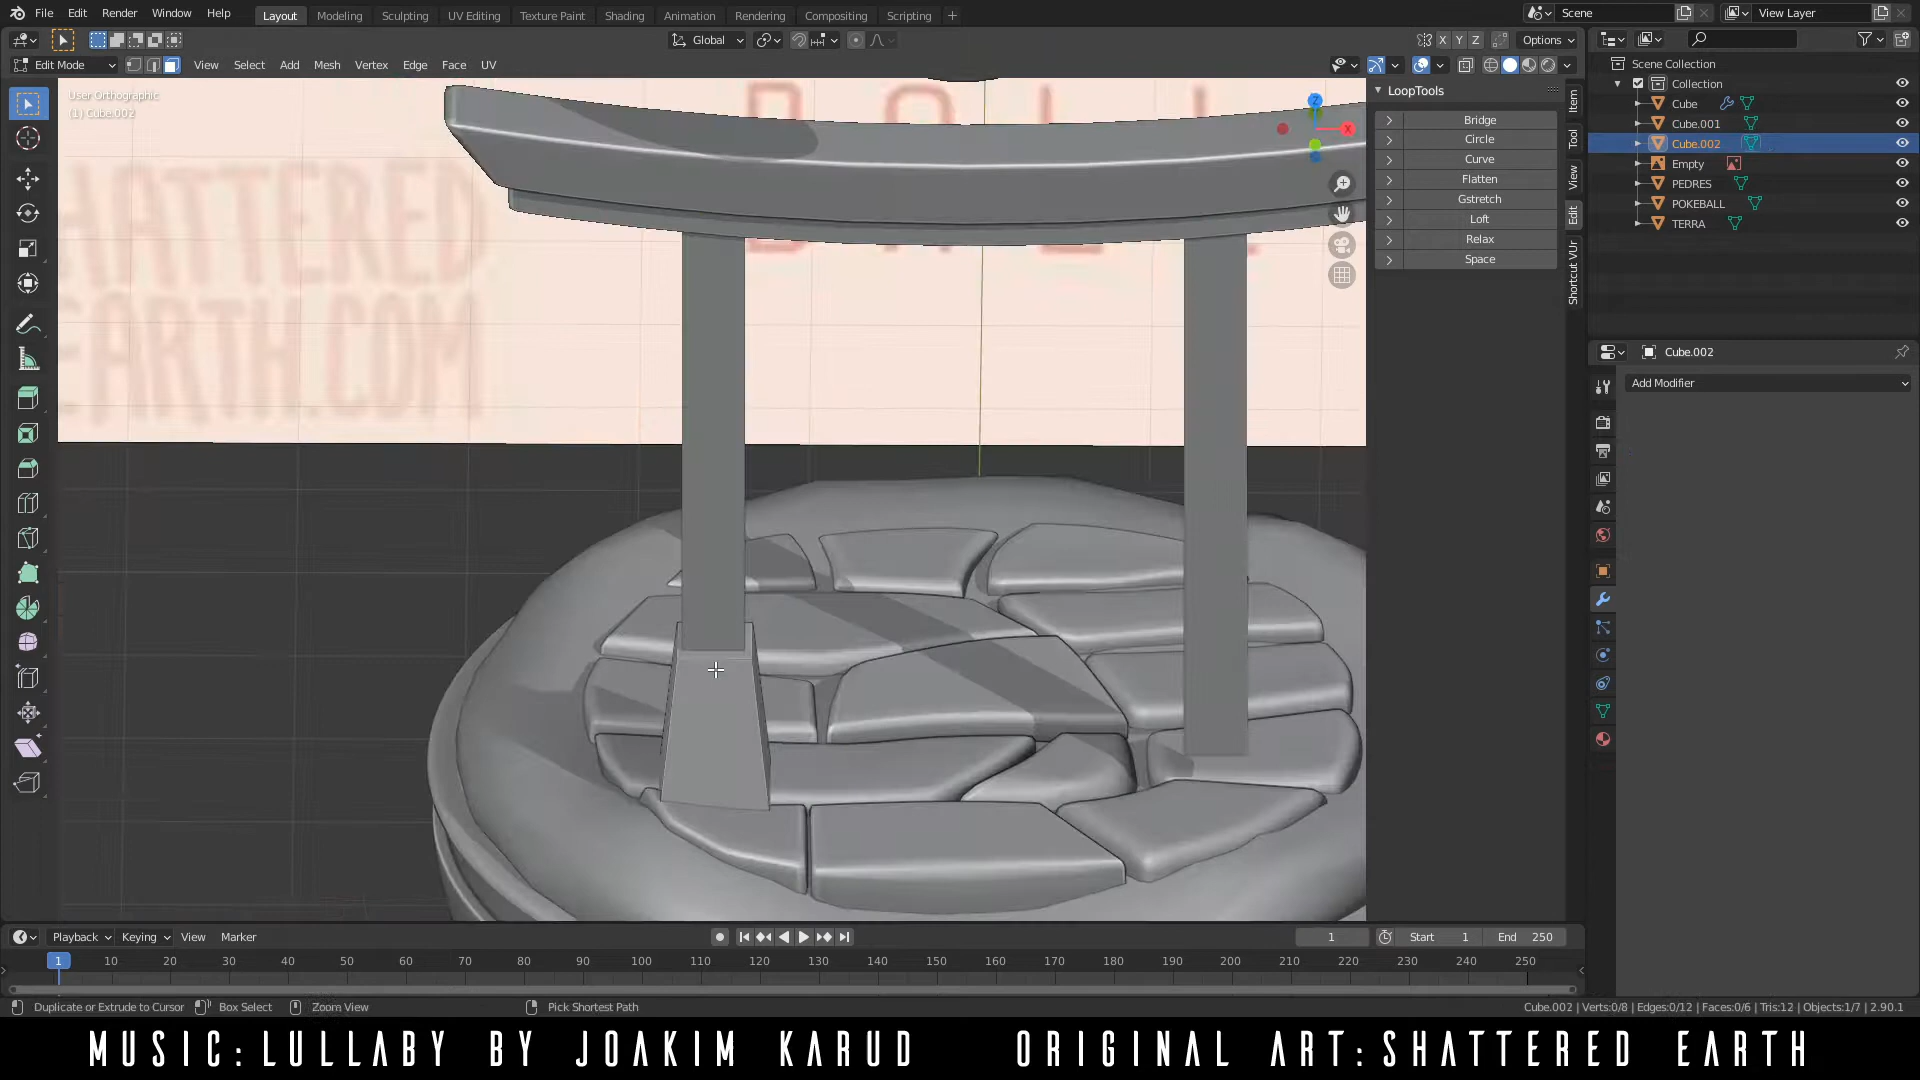 File Edit Render Window Help Layout Modeling Sculpting UV Editing Texture Paint Shading Animation Rendering Compositing Scripting + Scene View Layer
Global X Y Z Options
Edit Mode View Select Add Mesh Vertex Edge Face UV
User Orthographic
(1) Cube.002
LoopTools
Bridge
Circle
Curve
Flatten
Gstretch
Loft
Relax
Space
Item
Tool
View
Edit
Shortcut VUr
Z
X
HATTERED
EARTH.COM
Scene Collection
Collection
Cube
Cube.001
Cube.002
Empty
PEDRES
POKEBALL
TERRA
Cube.002
Add Modifier
Playback Keying View Marker 1 Start 1 End 250
1 10 20 30 40 50 60 70 80 90 100 110 120 130 140 150 160 170 180 190 200 210 220 230 240 250
Duplicate or Extrude to Cursor Box Select Zoom View Pick Shortest Path Cube.002 | Verts:0/8 | Edges:0/12 | Faces:0/6 | Tris:12 | Objects:1/7 | 2.90.1
MUSIC:LULLABY BY JOAKIM KARUD ORIGINAL ART:SHATTERED EARTH